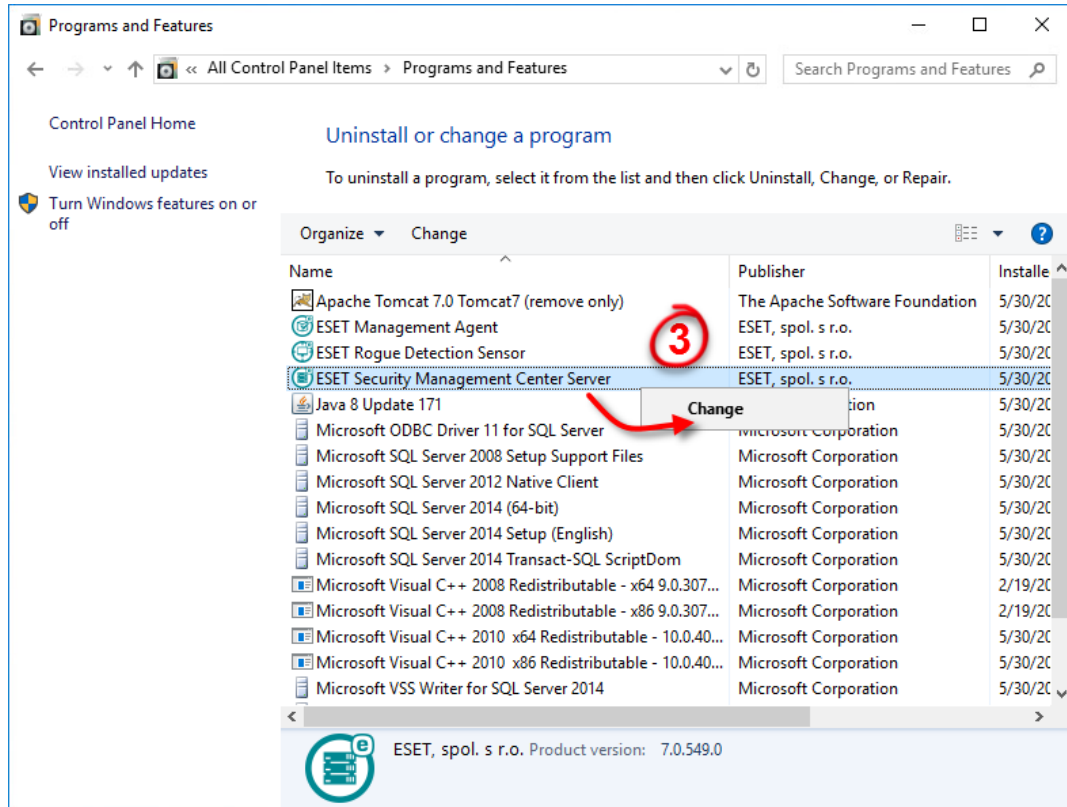 Programs and Features
« All Control Panel Items › Programs and Features
Search Programs and Features
Control Panel Home
View installed updates
Turn Windows features on or
off
Uninstall or change a program
To uninstall a program, select it from the list and then click Uninstall, Change, or Repair.
Organize Change
?
Name Publisher Installe
Apache Tomcat 7.0 Tomcat7 (remove only) The Apache Software Foundation 5/30/20
ESET Management Agent ESET, spol. s r.o. 5/30/20
ESET Rogue Detection Sensor ESET, spol. s r.o. 5/30/20
3
ESET Security Management Center Server ESET, spol. s r.o. 5/30/20
Java 8 Update 171 tion 5/30/20
Change
Microsoft ODBC Driver 11 for SQL Server Microsoft Corporation 5/30/20
Microsoft SQL Server 2008 Setup Support Files Microsoft Corporation 5/30/20
Microsoft SQL Server 2012 Native Client Microsoft Corporation 5/30/20
Microsoft SQL Server 2014 (64-bit) Microsoft Corporation 5/30/20
Microsoft SQL Server 2014 Setup (English) Microsoft Corporation 5/30/20
Microsoft SQL Server 2014 Transact-SQL ScriptDom Microsoft Corporation 5/30/20
Microsoft Visual C++ 2008 Redistributable - x64 9.0.307... Microsoft Corporation 2/19/20
Microsoft Visual C++ 2008 Redistributable - x86 9.0.307... Microsoft Corporation 2/19/20
Microsoft Visual C++ 2010 x64 Redistributable - 10.0.40... Microsoft Corporation 5/30/20
Microsoft Visual C++ 2010 x86 Redistributable - 10.0.40... Microsoft Corporation 5/30/20
Microsoft VSS Writer for SQL Server 2014 Microsoft Corporation 5/30/20
e
ESET, spol. s r.o. Product version: 7.0.549.0